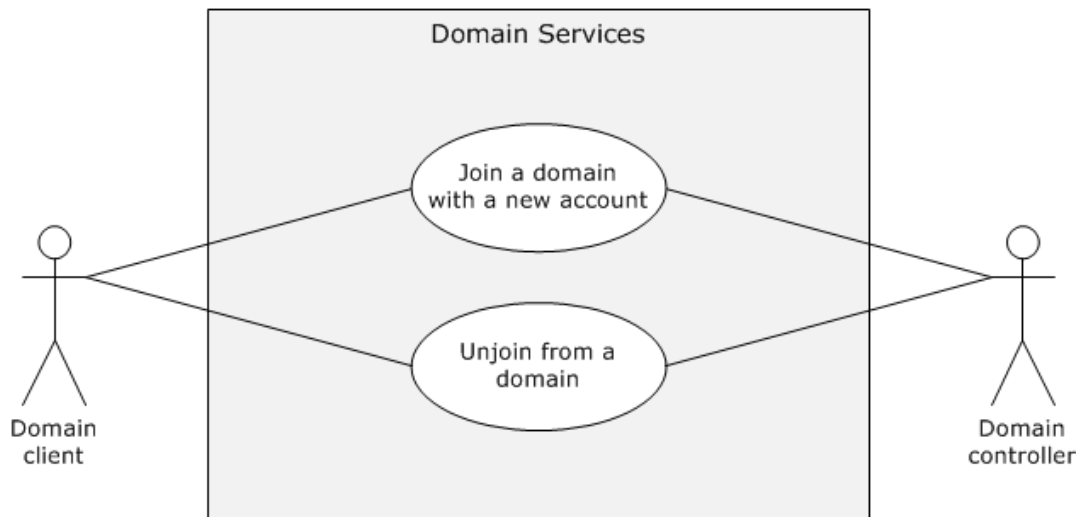 Domain Services
Join a domain
with a new account
Unjoin from a
domain
Domain
client
Domain
controller